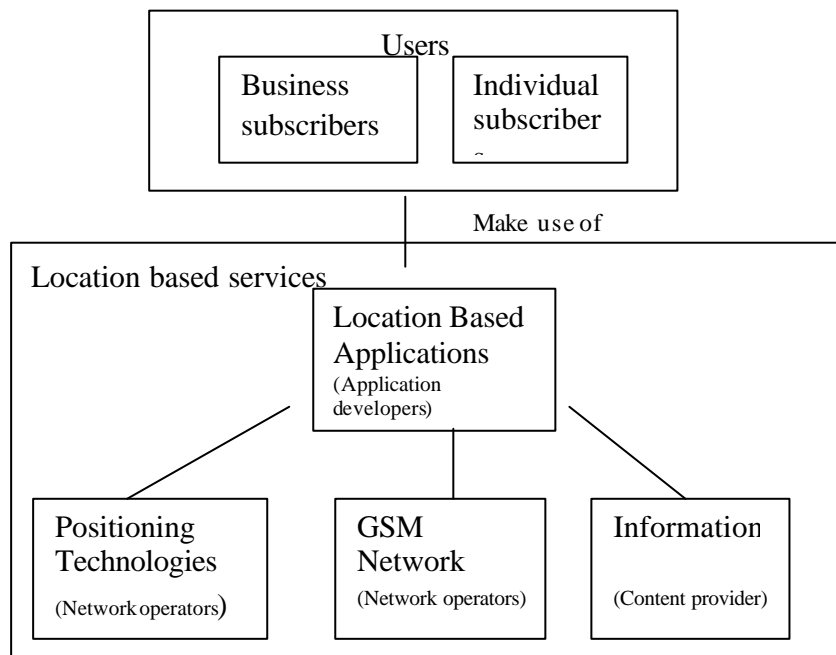 Users
Business
subscribers
Individual
subscriber
s
Make use of
Location based services
Location Based
Applications
(Application
developers)
Positioning
Technologies
(Network operators)
GSM
Network
(Network operators)
Information
(Content provider)